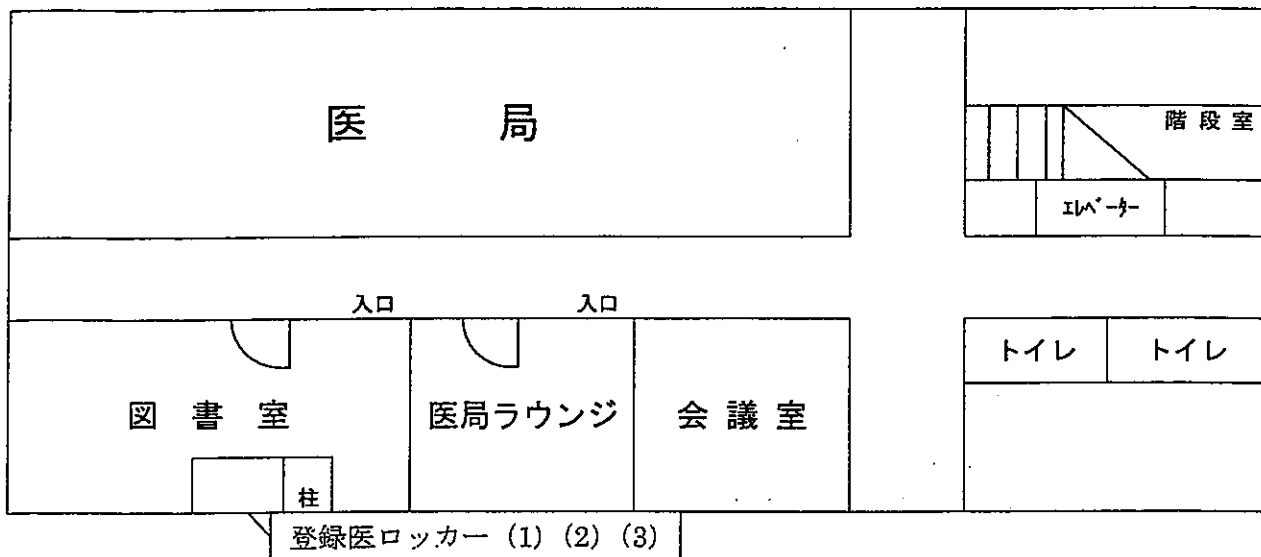 医 局
階段室
エレベーター
入口 入口
トイレ トイレ
図書室 医局ラウンジ 会議室
柱
登録医ロッカー (1) (2) (3)